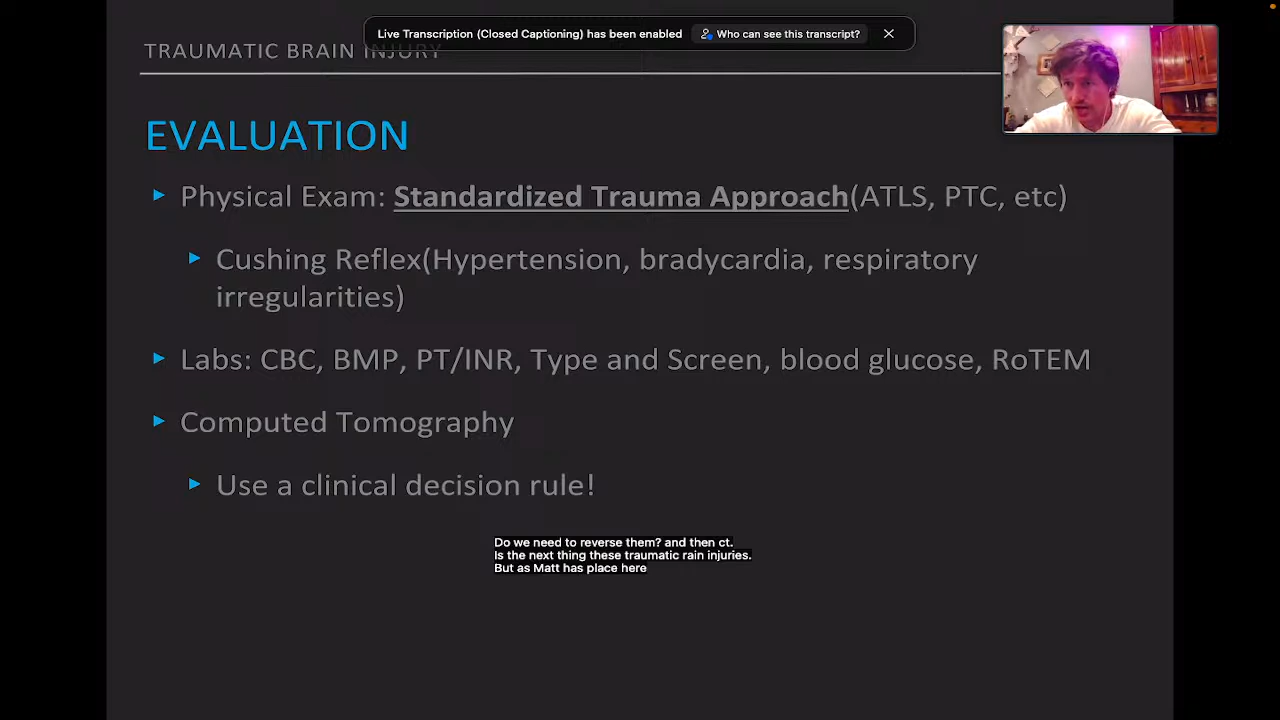 Live Transcription (Closed Captioning) has been enabled
Who can see this transcript?
TRAUMATIC BRAIN INJURY
EVALUATION
Physical Exam: Standardized Trauma Approach(ATLS, PTC, etc)
Cushing Reflex(Hypertension, bradycardia, respiratory
irregularities)
Labs: CBC, BMP, PT/INR, Type and Screen, blood glucose, RoTEM
Computed Tomography
Use a clinical decision rule!
Do we need to reverse them? and then ct.
Is the next thing these traumatic rain injuries.
But as Matt has place here